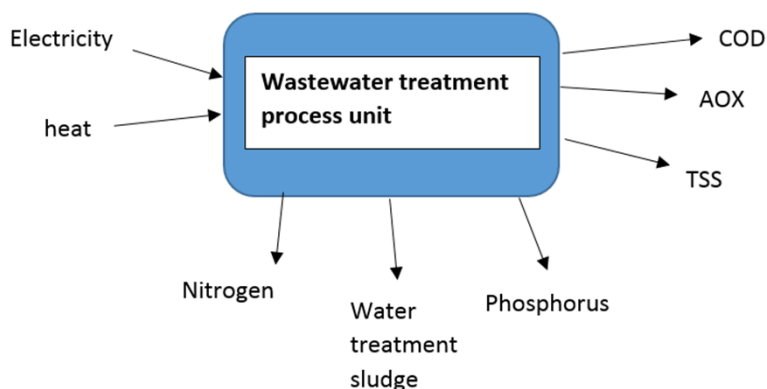 Electricity
COD
Wastewater treatment
process unit
AOX
heat
TSS
Nitrogen
Water
treatment
sludge
Phosphorus